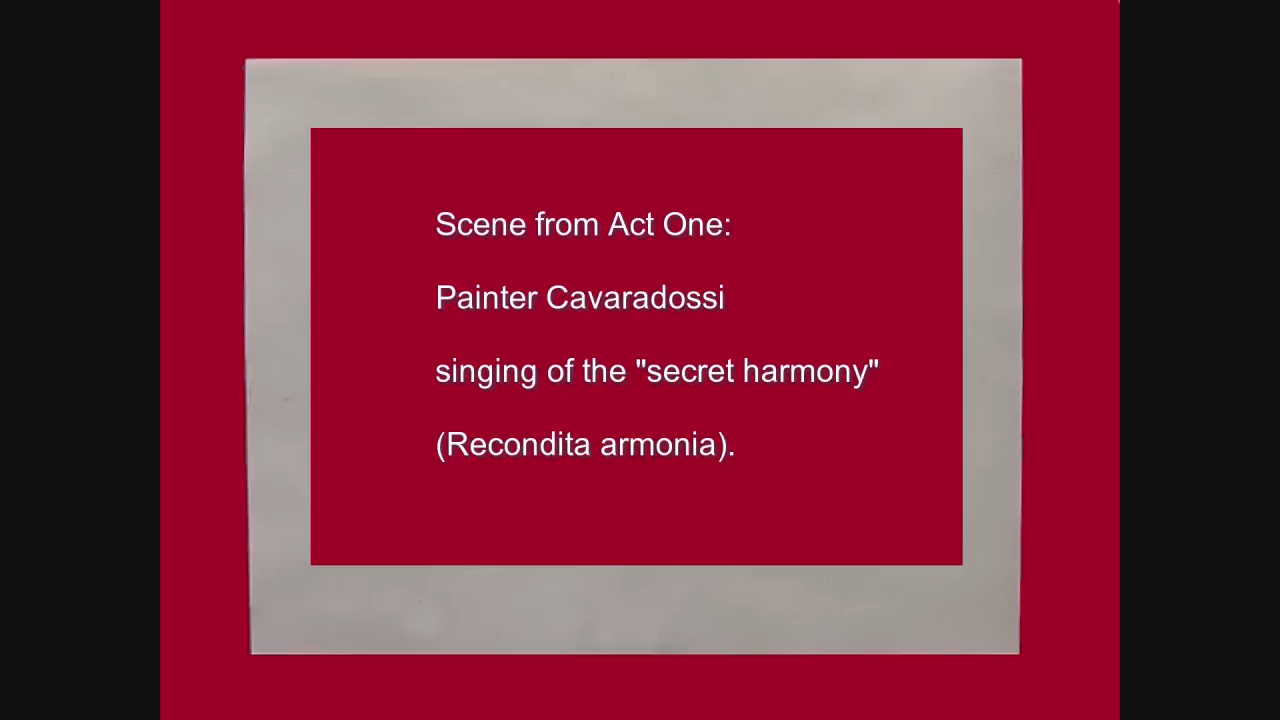 Scene from Act One:
Painter Cavaradossi
singing of the "secret harmony"
(Recondita armonia).